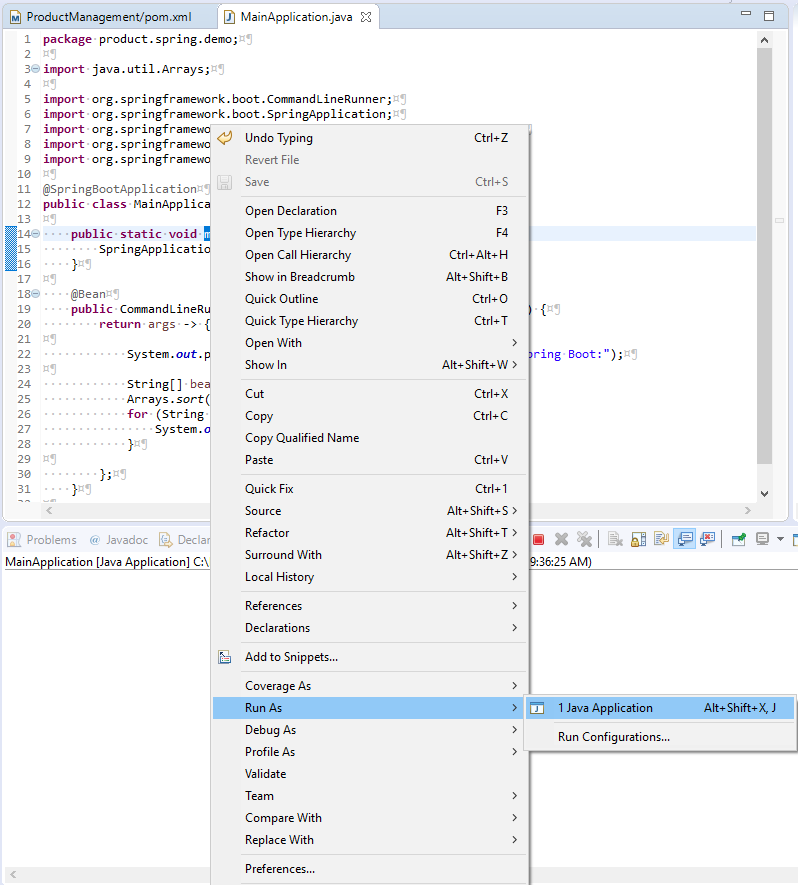 ProductManagement/pom.xml MainApplication.java
1 package product.spring.demo;
2
3 import java.util.Arrays;
4
5 import org.springframework.boot.CommandLineRunner;
6 import org.springframework.boot.SpringApplication;
7 import org.springframew
8 import org.springframew
9 import org.springframew
10
11 @SpringBootApplication
12 public class MainApplica
13
14 public static void
15 SpringApplicatio
16 }
17
18 @Bean
19 public CommandLineRu ) {
20 return args -> {
21
22 System.out.p pring Boot:");
23
24 String[] bea
25 Arrays.sort(
26 for (String
27 System.o
28 }
29
30 };
31 }
Undo Typing Ctrl+Z
Revert File
Save Ctrl+S
Open Declaration F3
Open Type Hierarchy F4
Open Call Hierarchy Ctrl+Alt+H
Show in Breadcrumb Alt+Shift+B
Quick Outline Ctrl+O
Quick Type Hierarchy Ctrl+T
Open With
Show In Alt+Shift+W
Cut Ctrl+X
Copy Ctrl+C
Copy Qualified Name
Paste Ctrl+V
Quick Fix Ctrl+1
Source Alt+Shift+S
Refactor Alt+Shift+T
Surround With Alt+Shift+Z
Local History
References
Declarations
Add to Snippets...
Coverage As
Run As
Debug As
Profile As
Validate
Team
Compare With
Replace With
Preferences...
1 Java Application Alt+Shift+X, J
Run Configurations...
Problems @ Javadoc Declar
MainApplication [Java Application] C:\ 9:36:25 AM)